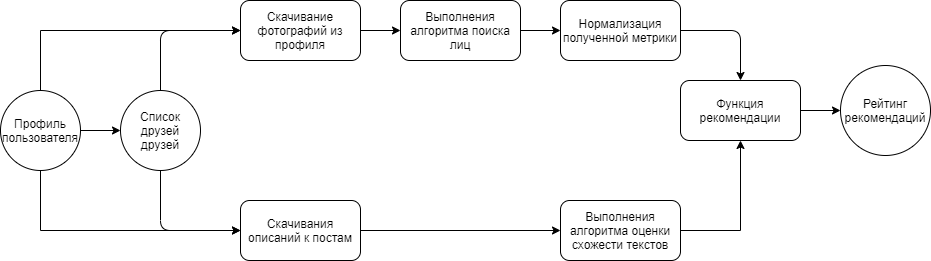 Профиль
пользователя
Список
друзей
друзей
Скачивание
фотографий из
профиля
Выполнения
алгоритма поиска
лиц
Нормализация
полученной метрики
Скачивания
описаний к постам
Выполнения
алгоритма оценки
схожести текстов
Функция
рекомендации
Рейтинг
рекомендаций